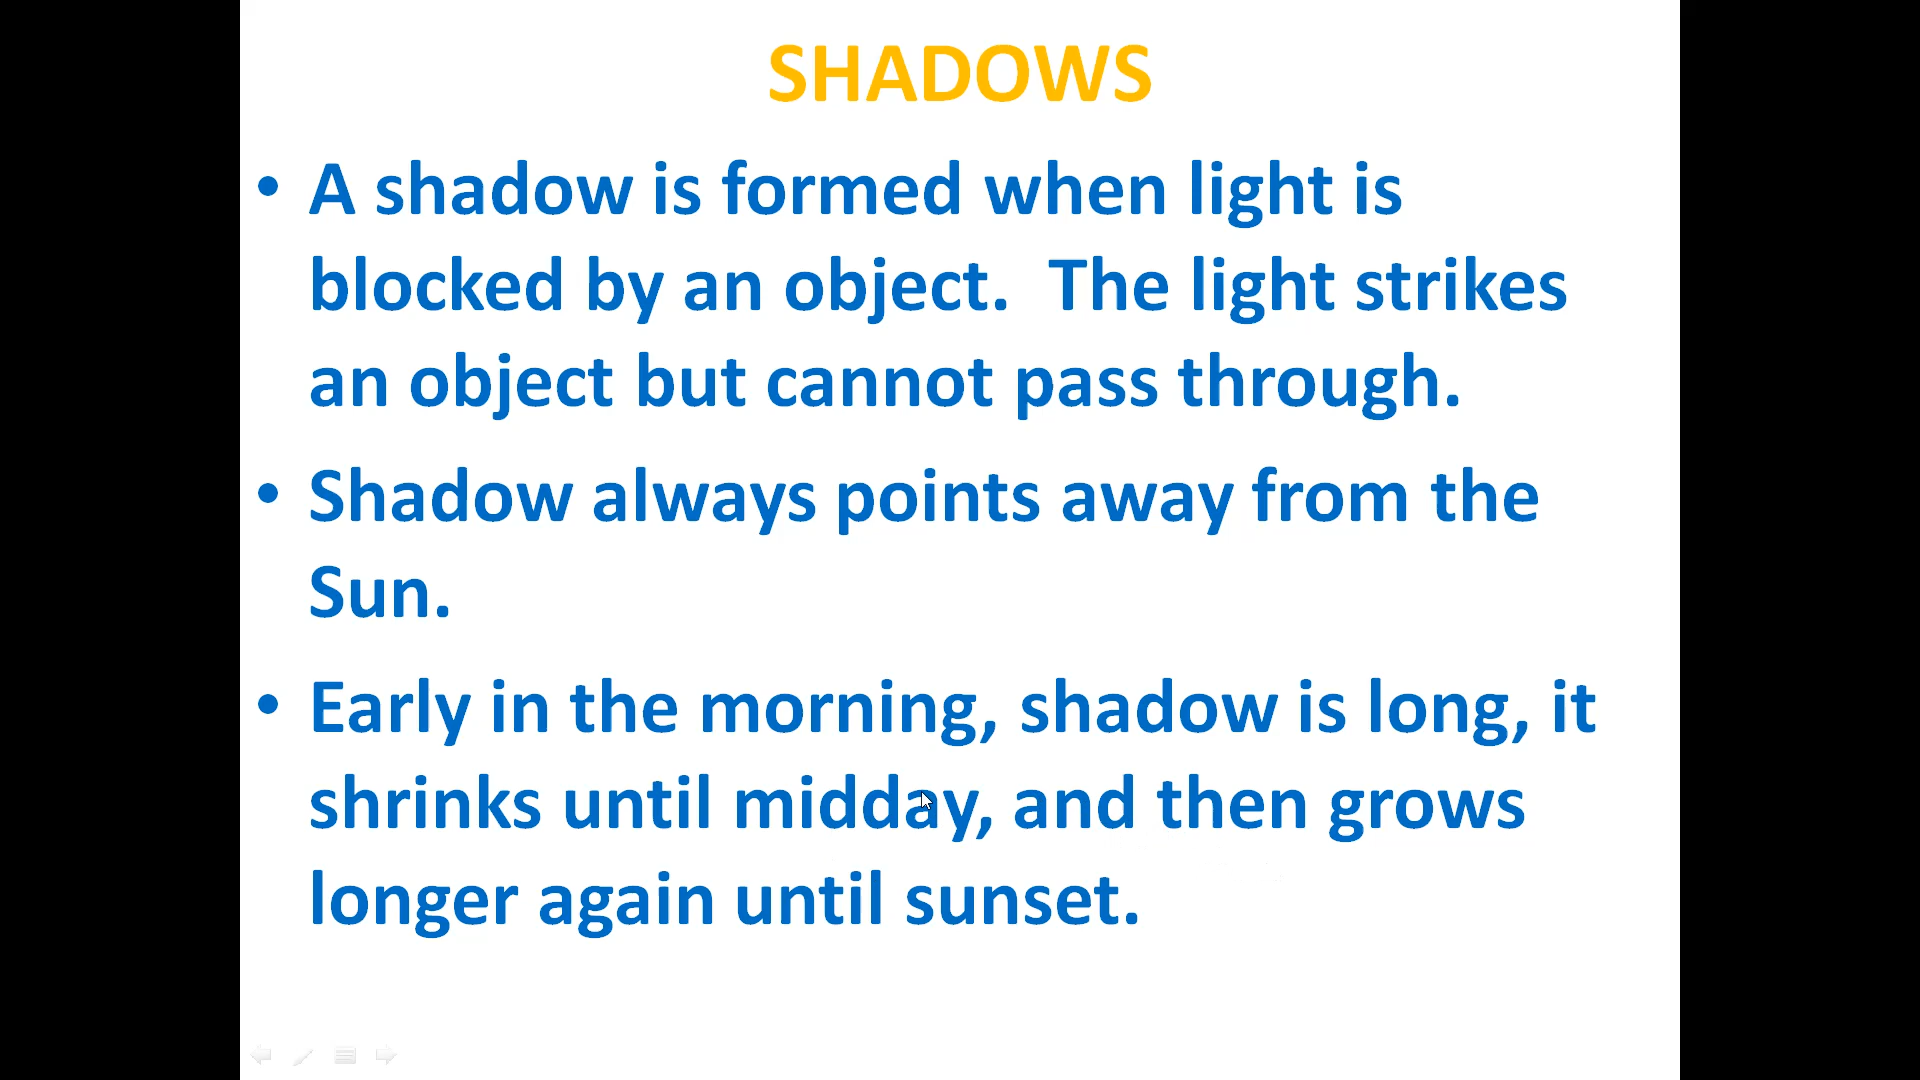 SHADOWS
• A shadow is formed when light is
blocked by an object.  The light strikes
an object but cannot pass through.
• Shadow always points away from the
Sun.
• Early in the morning, shadow is long, it
shrinks until midday, and then grows
longer again until sunset.